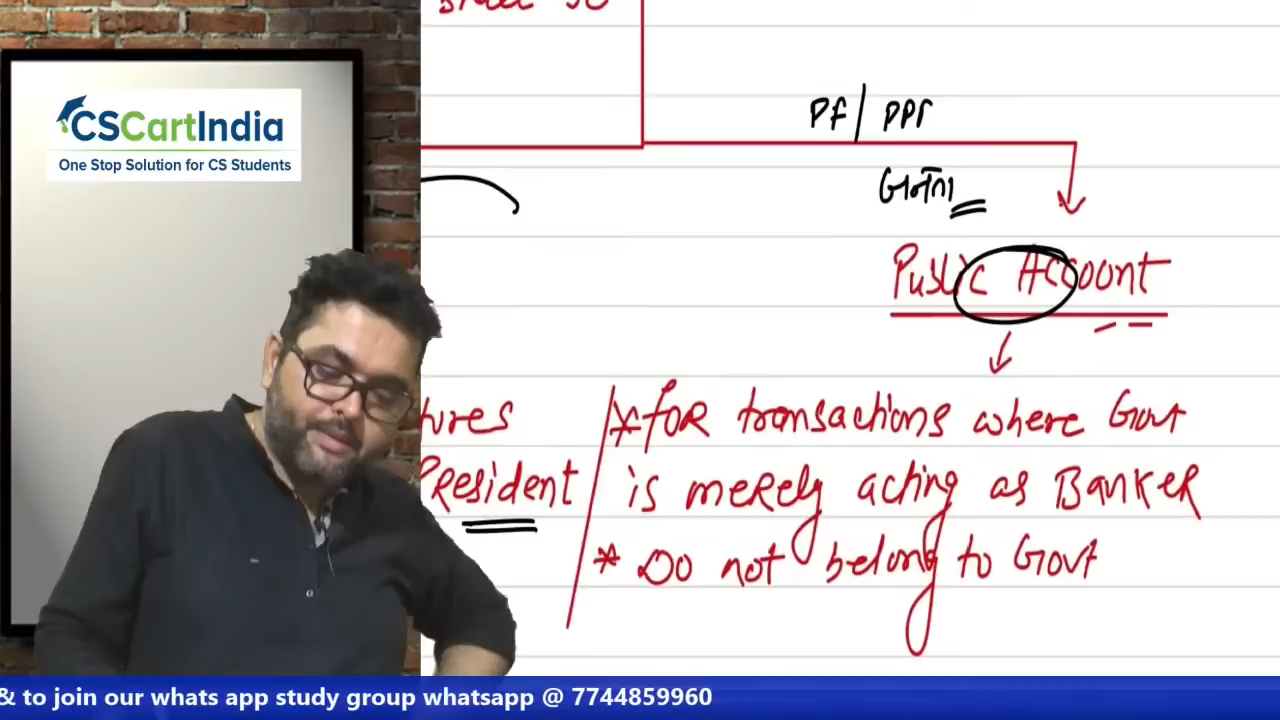 CSCartIndia
One Stop Solution for CS Students
PF / PPF
जनता
Public Account
tures
President
* for transactions where Govt
is merely acting as Banker
* Do not belong to Govt
& to join our whats app study group whatsapp @ 7744859960